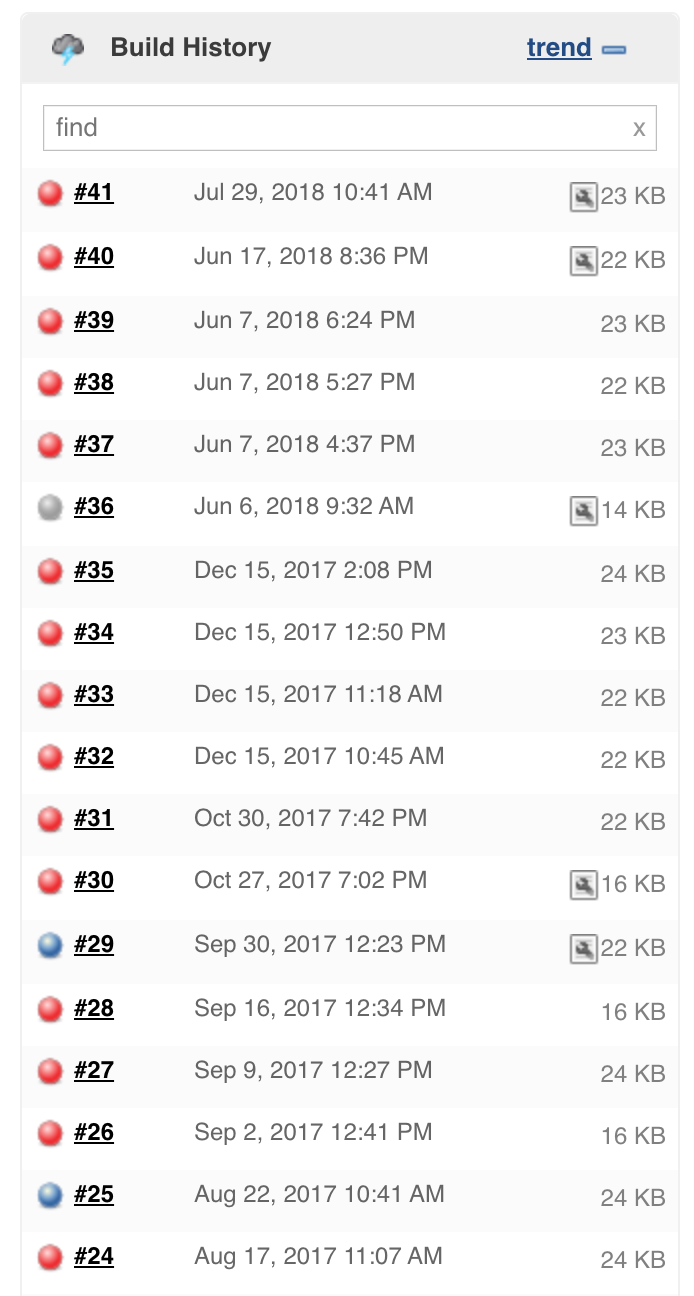 Build History trend
find x
#41 Jul 29, 2018 10:41 AM 23 KB
#40 Jun 17, 2018 8:36 PM 22 KB
#39 Jun 7, 2018 6:24 PM 23 KB
#38 Jun 7, 2018 5:27 PM 22 KB
#37 Jun 7, 2018 4:37 PM 23 KB
#36 Jun 6, 2018 9:32 AM 14 KB
#35 Dec 15, 2017 2:08 PM 24 KB
#34 Dec 15, 2017 12:50 PM 23 KB
#33 Dec 15, 2017 11:18 AM 22 KB
#32 Dec 15, 2017 10:45 AM 22 KB
#31 Oct 30, 2017 7:42 PM 22 KB
#30 Oct 27, 2017 7:02 PM 16 KB
#29 Sep 30, 2017 12:23 PM 22 KB
#28 Sep 16, 2017 12:34 PM 16 KB
#27 Sep 9, 2017 12:27 PM 24 KB
#26 Sep 2, 2017 12:41 PM 16 KB
#25 Aug 22, 2017 10:41 AM 24 KB
#24 Aug 17, 2017 11:07 AM 24 KB